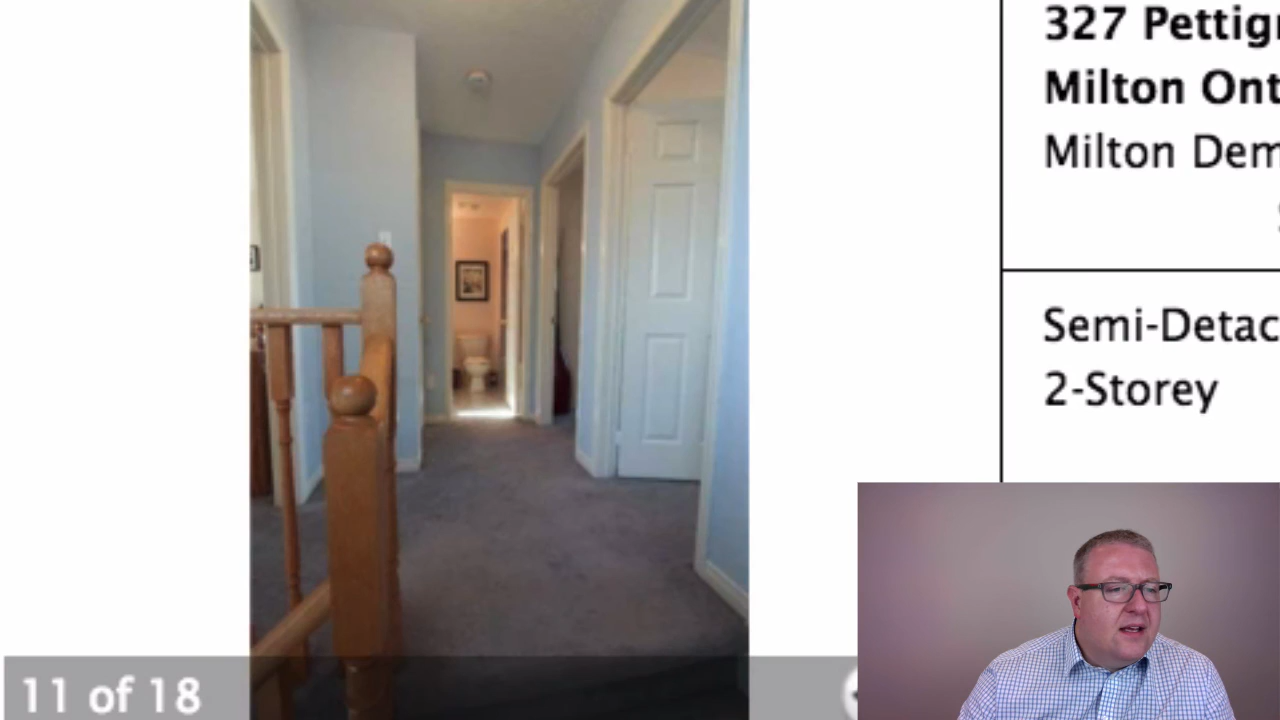 327 Pettig
Milton Ont
Milton Dem
Semi-Detac
2-Storey
11 of 18